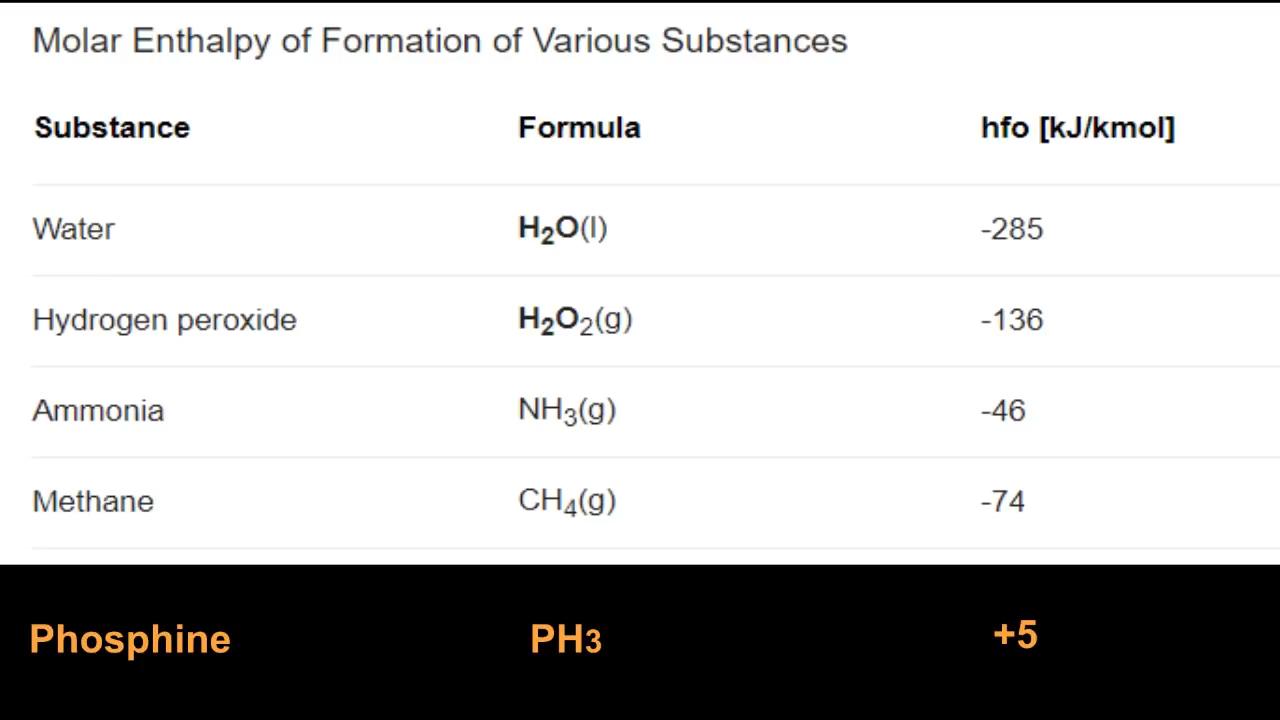 Molar Enthalpy of Formation of Various Substances
Substance Formula hfo [kJ/kmol]
Water H₂O(l) -285
Hydrogen peroxide H₂O₂(g) -136
Ammonia NH₃(g) -46
Methane CH₄(g) -74
Phosphine PH₃ +5